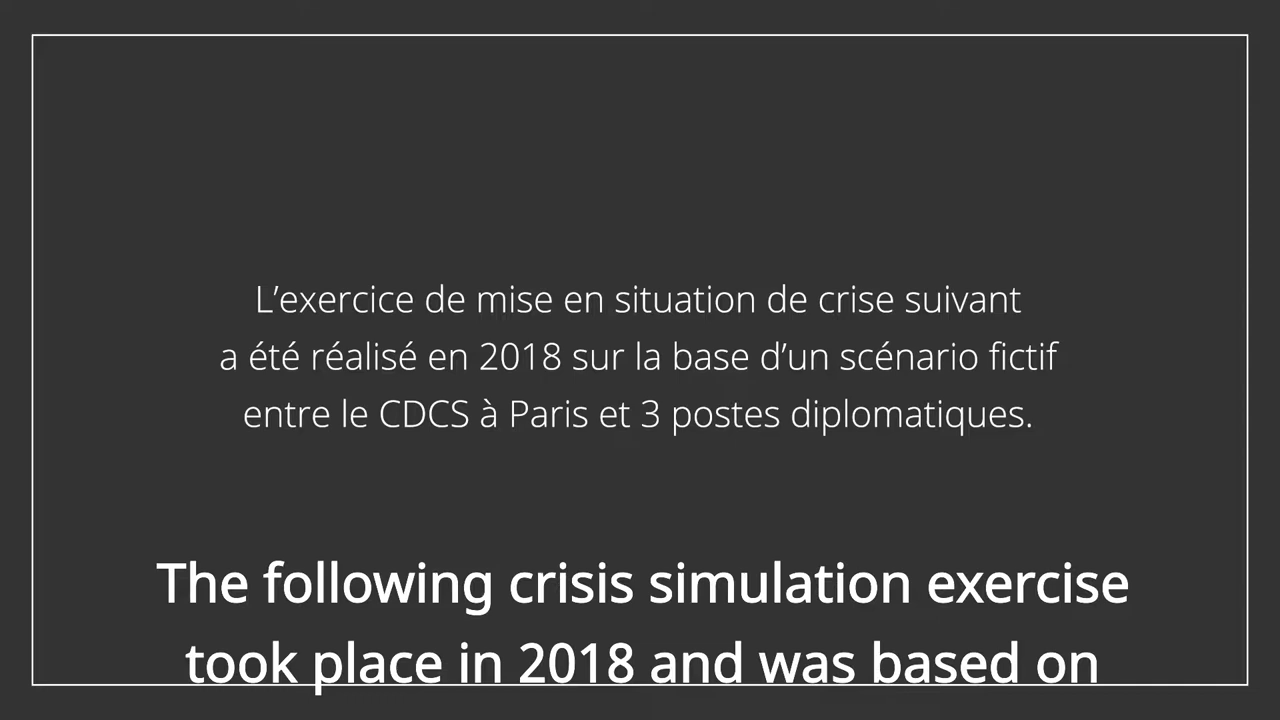 L’exercice de mise en situation de crise suivant
a été réalisé en 2018 sur la base d’un scénario fictif
entre le CDCS à Paris et 3 postes diplomatiques.
The following crisis simulation exercise
took place in 2018 and was based on